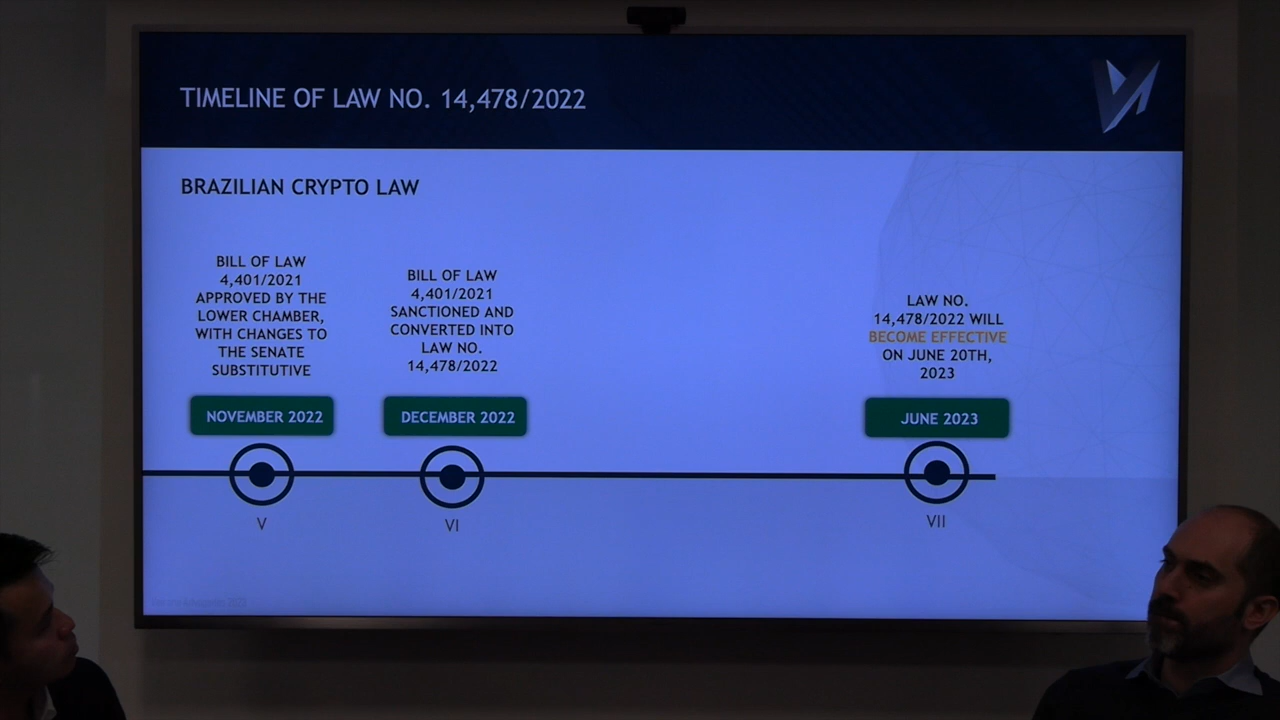 TIMELINE OF LAW NO. 14,478/2022
BRAZILIAN CRYPTO LAW
BILL OF LAW
4,401/2021
APPROVED BY THE
LOWER CHAMBER,
WITH CHANGES TO
THE SENATE
SUBSTITUTIVE
NOVEMBER 2022
V
BILL OF LAW
4,401/2021
SANCTIONED AND
CONVERTED INTO
LAW NO.
14,478/2022
DECEMBER 2022
VI
LAW NO.
14,478/2022 WILL
BECOME EFFECTIVE
ON JUNE 20TH,
2023
JUNE 2023
VII